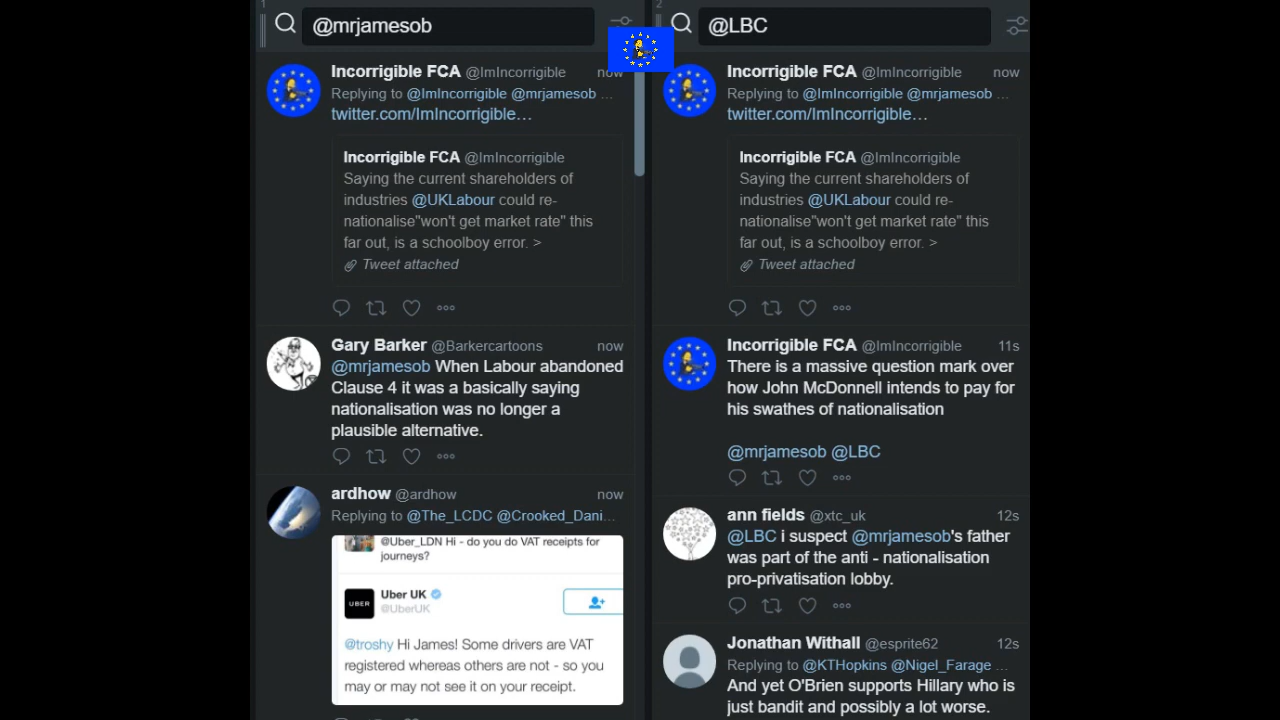 1
@mrjamesob
Incorrigible FCA @ImIncorrigible now
Replying to @ImIncorrigible @mrjamesob ...
twitter.com/ImIncorrigible…
Incorrigible FCA @ImIncorrigible
Saying the current shareholders of
industries @UKLabour could re-
nationalise"won't get market rate" this
far out, is a schoolboy error. >
Tweet attached
Gary Barker @Barkercartoons now
@mrjamesob When Labour abandoned
Clause 4 it was a basically saying
nationalisation was no longer a
plausible alternative.
ardhow @ardhow now
Replying to @The_LCDC @Crooked_Dani...
@Uber_LDN Hi - do you do VAT receipts for
journeys?
UBER
Uber UK
@UberUK
@troshy Hi James! Some drivers are VAT
registered whereas others are not - so you
may or may not see it on your receipt.
2
@LBC
Incorrigible FCA @ImIncorrigible now
Replying to @ImIncorrigible @mrjamesob ...
twitter.com/ImIncorrigible…
Incorrigible FCA @ImIncorrigible
Saying the current shareholders of
industries @UKLabour could re-
nationalise"won't get market rate" this
far out, is a schoolboy error. >
Tweet attached
Incorrigible FCA @ImIncorrigible 11s
There is a massive question mark over
how John McDonnell intends to pay for
his swathes of nationalisation
@mrjamesob @LBC
ann fields @xtc_uk 12s
@LBC i suspect @mrjamesob's father
was part of the anti - nationalisation
pro-privatisation lobby.
Jonathan Withall @esprite62 12s
Replying to @KTHopkins @Nigel_Farage ...
And yet O'Brien supports Hillary who is
just bandit and possibly a lot worse.